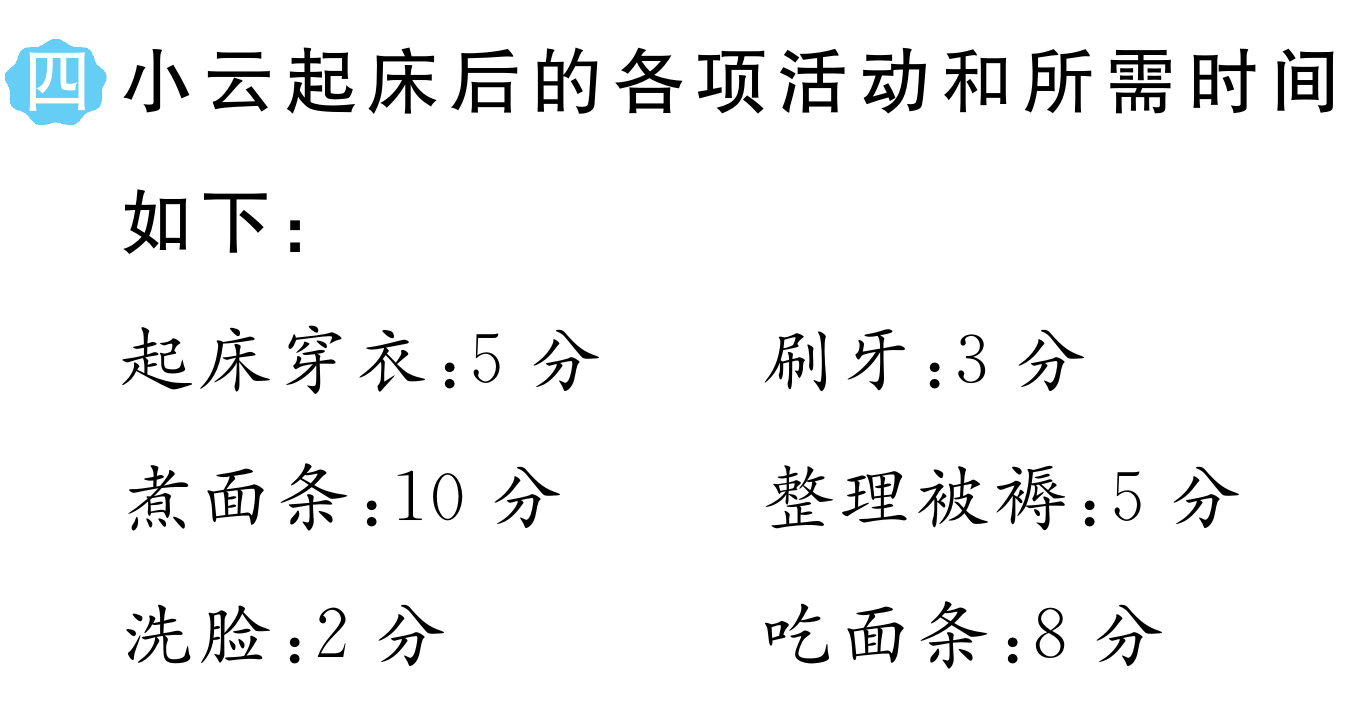 四 小云起床后的各项活动和所需时间
如下：
起床穿衣:5 分 刷牙:3 分
煮面条:10 分 整理被褥:5 分
洗脸:2 分 吃面条:8 分